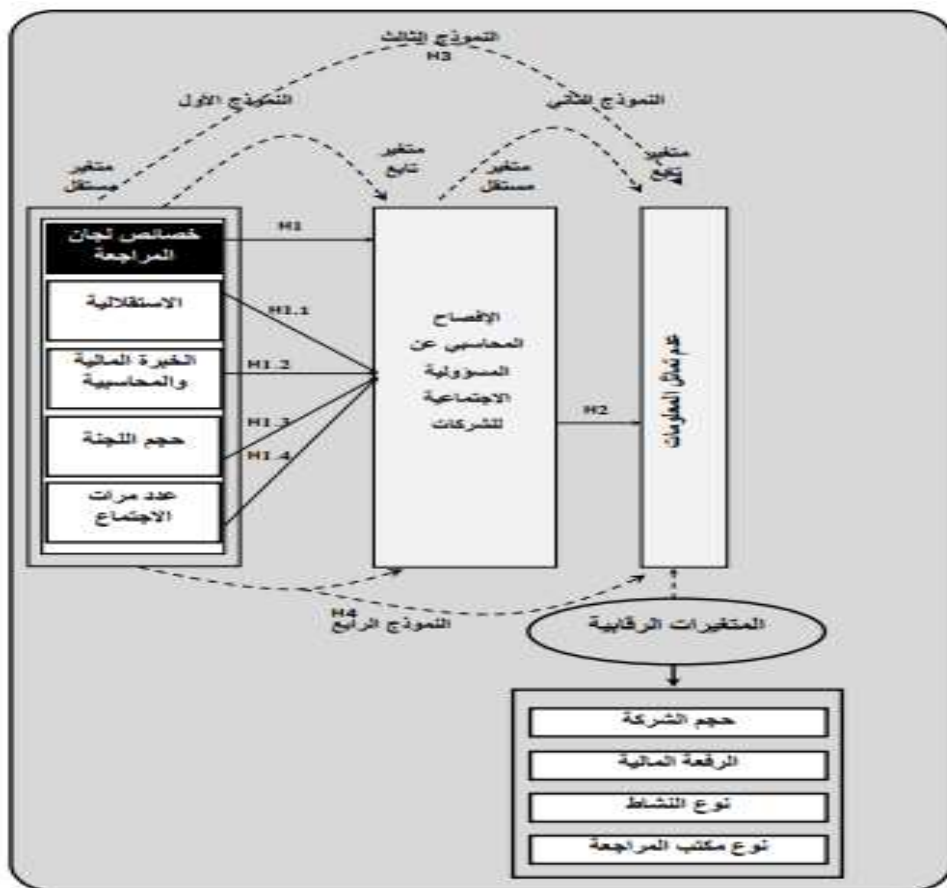 النموذج الثالث
H3
النموذج الأول
النموذج الثاني
متغير
مستقل
متغير
تابع
متغير
مستقل
متغير
تابع
خصائص لجان
المراجعة
الاستقلالية
الخبرة المالية
والمحاسبية
حجم اللجنة
عدد مرات
الاجتماع
H1
H1.1
H1.2
H1.3
H1.4
الإفصاح
المحاسبي عن
المسؤولية
الاجتماعية
للشركات
H2
عدم تماثل المعلومات
H4
النموذج الرابع
المتغيرات الرقابية
حجم الشركة
الرفعة المالية
نوع النشاط
نوع مكتب المراجعة